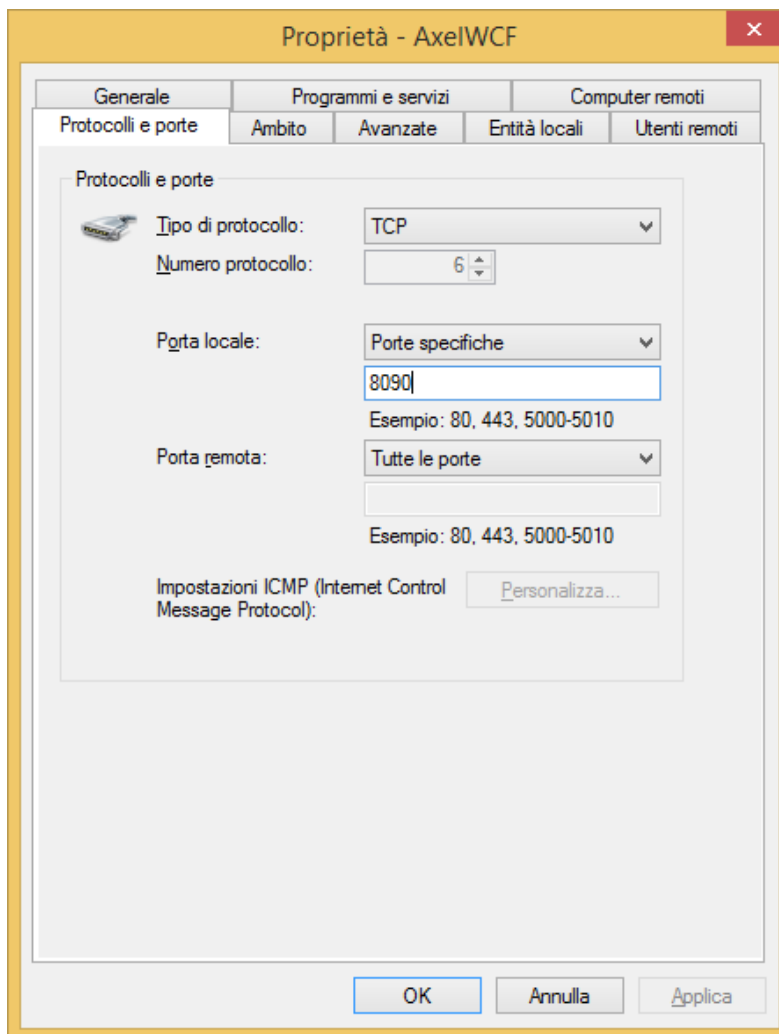 Proprietà - AxelWCF
Generale Programmi e servizi Computer remoti
Protocolli e porte Ambito Avanzate Entità locali Utenti remoti
Protocolli e porte
Tipo di protocollo: TCP
Numero protocollo: 6
Porta locale: Porte specifiche
8090
Esempio: 80, 443, 5000-5010
Porta remota: Tutte le porte
Esempio: 80, 443, 5000-5010
Impostazioni ICMP (Internet Control Personalizza...
Message Protocol):
OK Annulla Applica